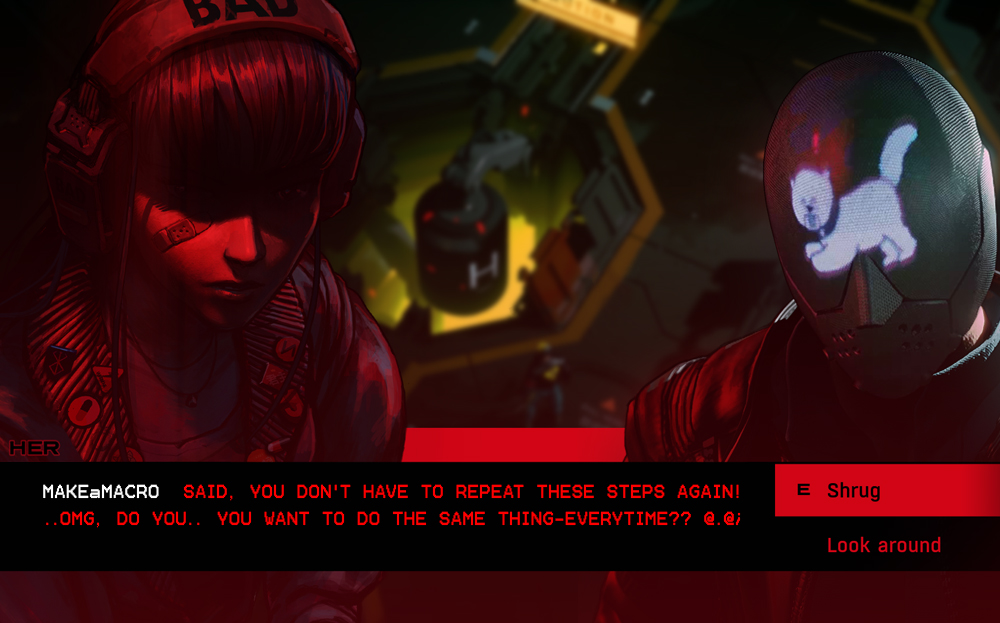 BAD
H
HER
MAKEaMACRO SAID, YOU DON'T HAVE TO REPEAT THESE STEPS AGAIN!
..OMG, DO YOU.. YOU WANT TO DO THE SAME THING-EVERYTIME?? @.@;
E Shrug
Look around